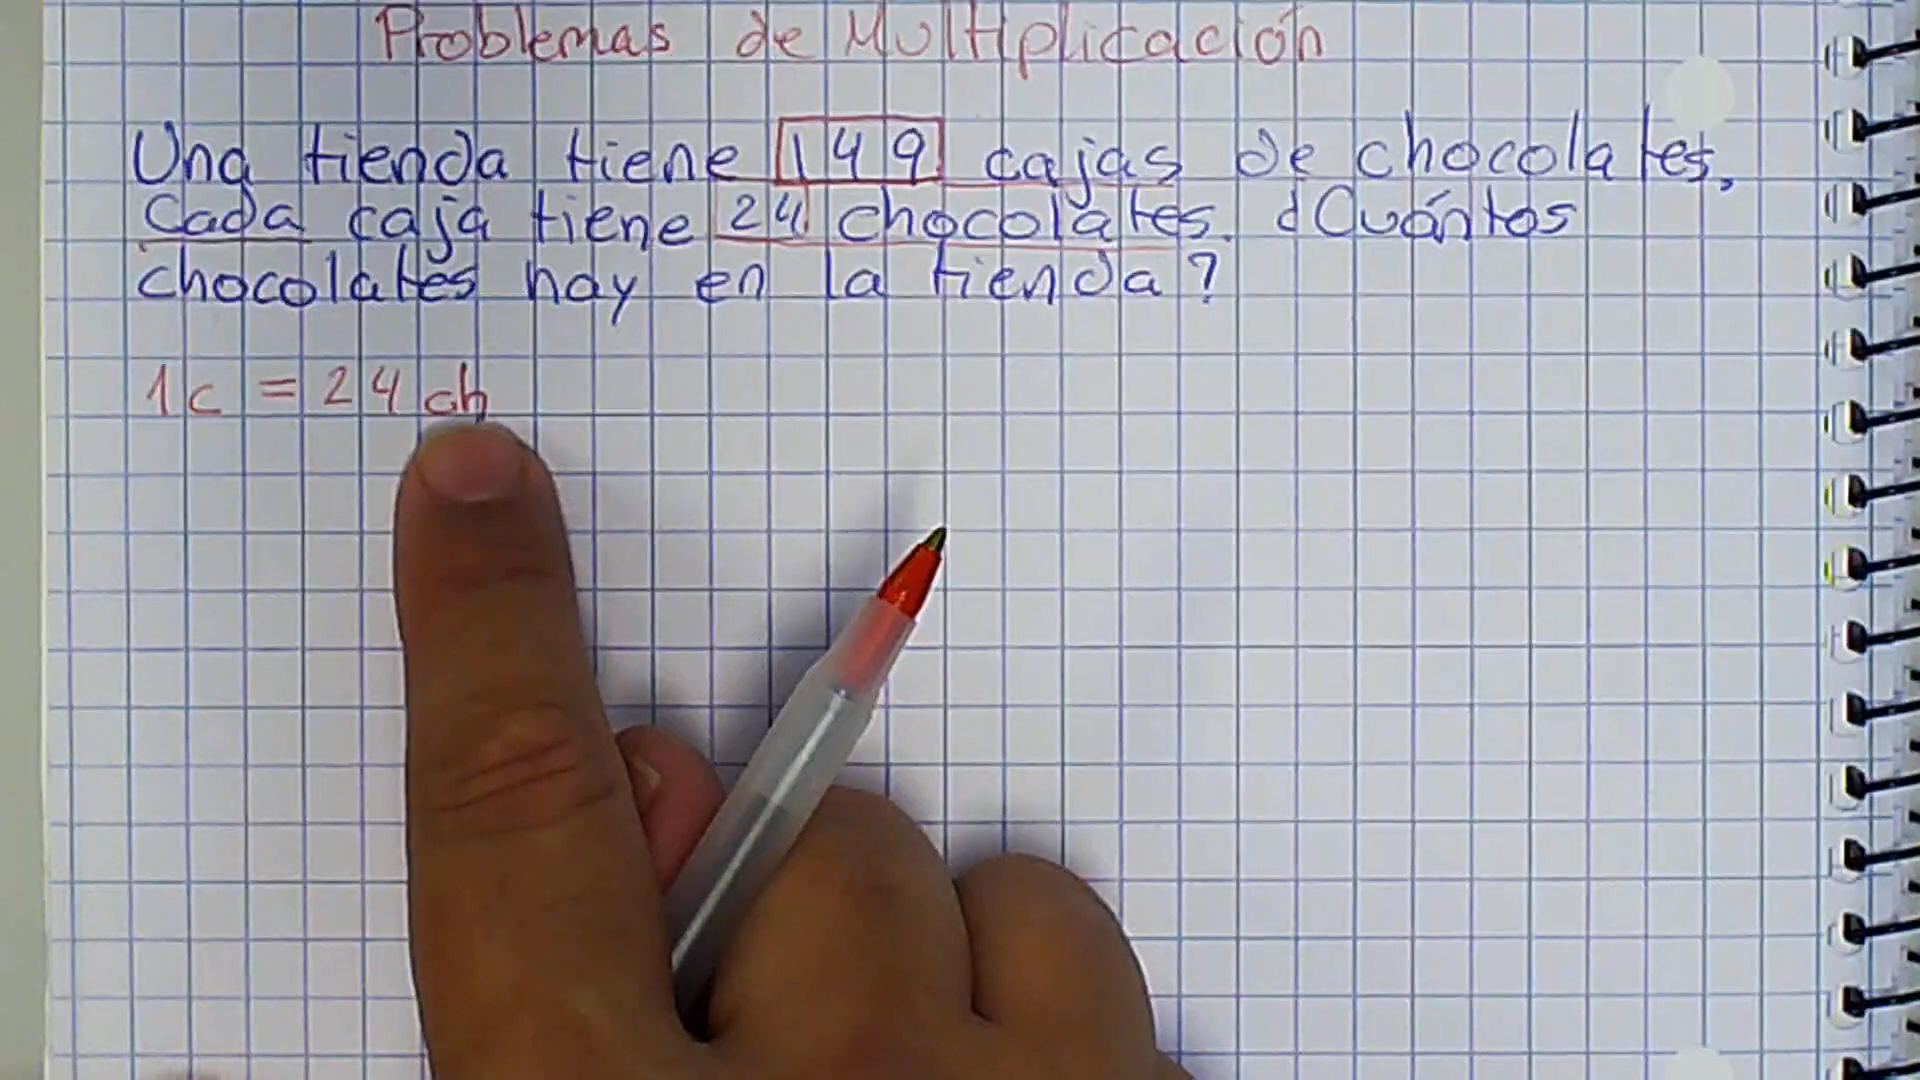 Problemas de Multiplicación
Una tienda tiene 149 cajas de chocolates,
Cada caja tiene 24 chocolates. ¿Cuántos
chocolates hay en la tienda?
1c = 24 ch